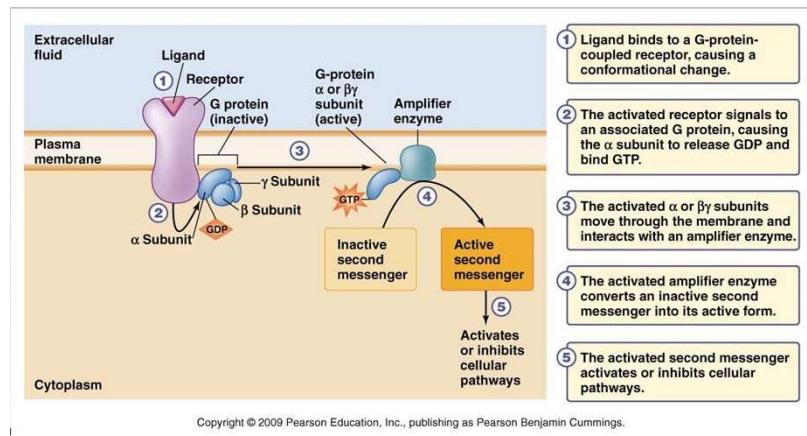 Extracellular
fluid
Ligand
1
Receptor
G protein
(inactive)
G-protein
α or βγ
subunit
(active)
Amplifier
enzyme
Plasma
membrane
3
γ Subunit
β Subunit
2
α Subunit
GDP
GTP
4
Inactive
second
messenger
Active
second
messenger
5
Activates
or inhibits
cellular
pathways
Cytoplasm
1 Ligand binds to a G-protein-
coupled receptor, causing a
conformational change.
2 The activated receptor signals to
an associated G protein, causing
the α subunit to release GDP and
bind GTP.
3 The activated α or βγ subunits
move through the membrane and
interacts with an amplifier enzyme.
4 The activated amplifier enzyme
converts an inactive second
messenger into its active form.
5 The activated second messenger
activates or inhibits cellular
pathways.
Copyright © 2009 Pearson Education, Inc., publishing as Pearson Benjamin Cummings.